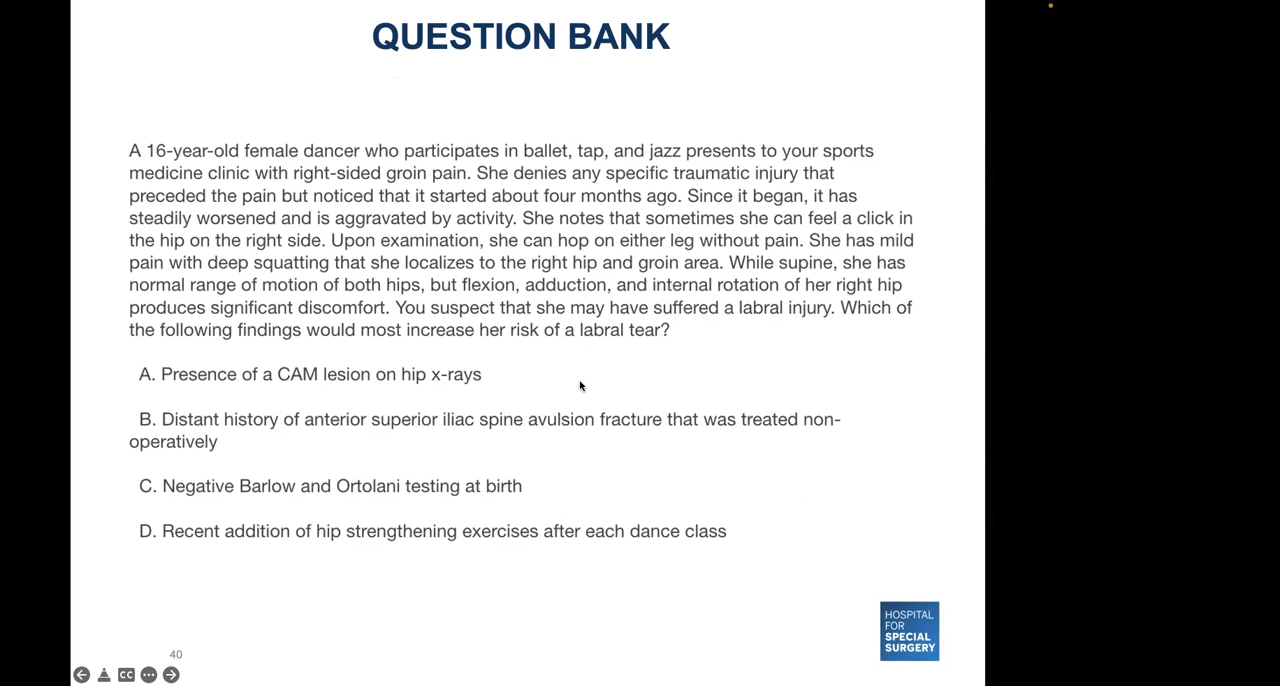 QUESTION BANK
A 16-year-old female dancer who participates in ballet, tap, and jazz presents to your sports
medicine clinic with right-sided groin pain. She denies any specific traumatic injury that
preceded the pain but noticed that it started about four months ago. Since it began, it has
steadily worsened and is aggravated by activity. She notes that sometimes she can feel a click in
the hip on the right side. Upon examination, she can hop on either leg without pain. She has mild
pain with deep squatting that she localizes to the right hip and groin area. While supine, she has
normal range of motion of both hips, but flexion, adduction, and internal rotation of her right hip
produces significant discomfort. You suspect that she may have suffered a labral injury. Which of
the following findings would most increase her risk of a labral tear?
A. Presence of a CAM lesion on hip x-rays
B. Distant history of anterior superior iliac spine avulsion fracture that was treated non-
operatively
C. Negative Barlow and Ortolani testing at birth
D. Recent addition of hip strengthening exercises after each dance class
HOSPITAL
FOR
SPECIAL
SURGERY
40
CC